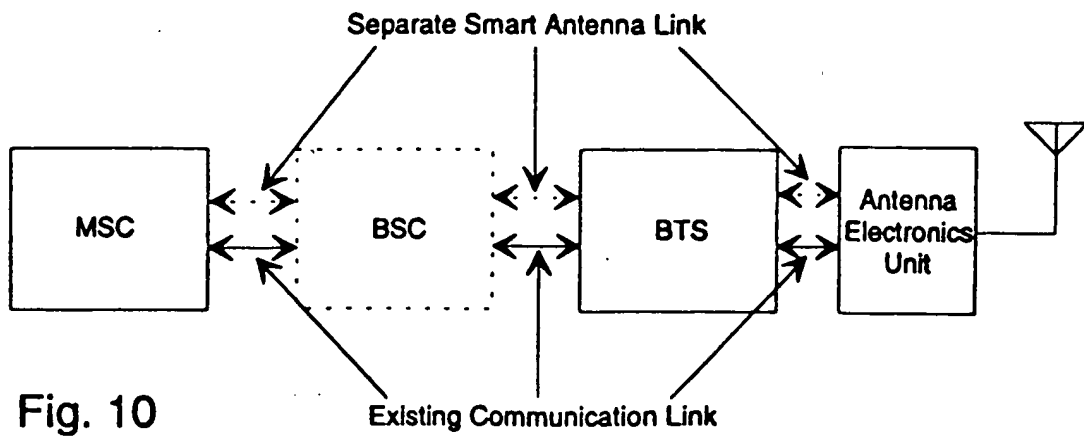 Separate Smart Antenna Link
MSC
BSC
BTS
Antenna
Electronics
Unit
Existing Communication Link
Fig. 10